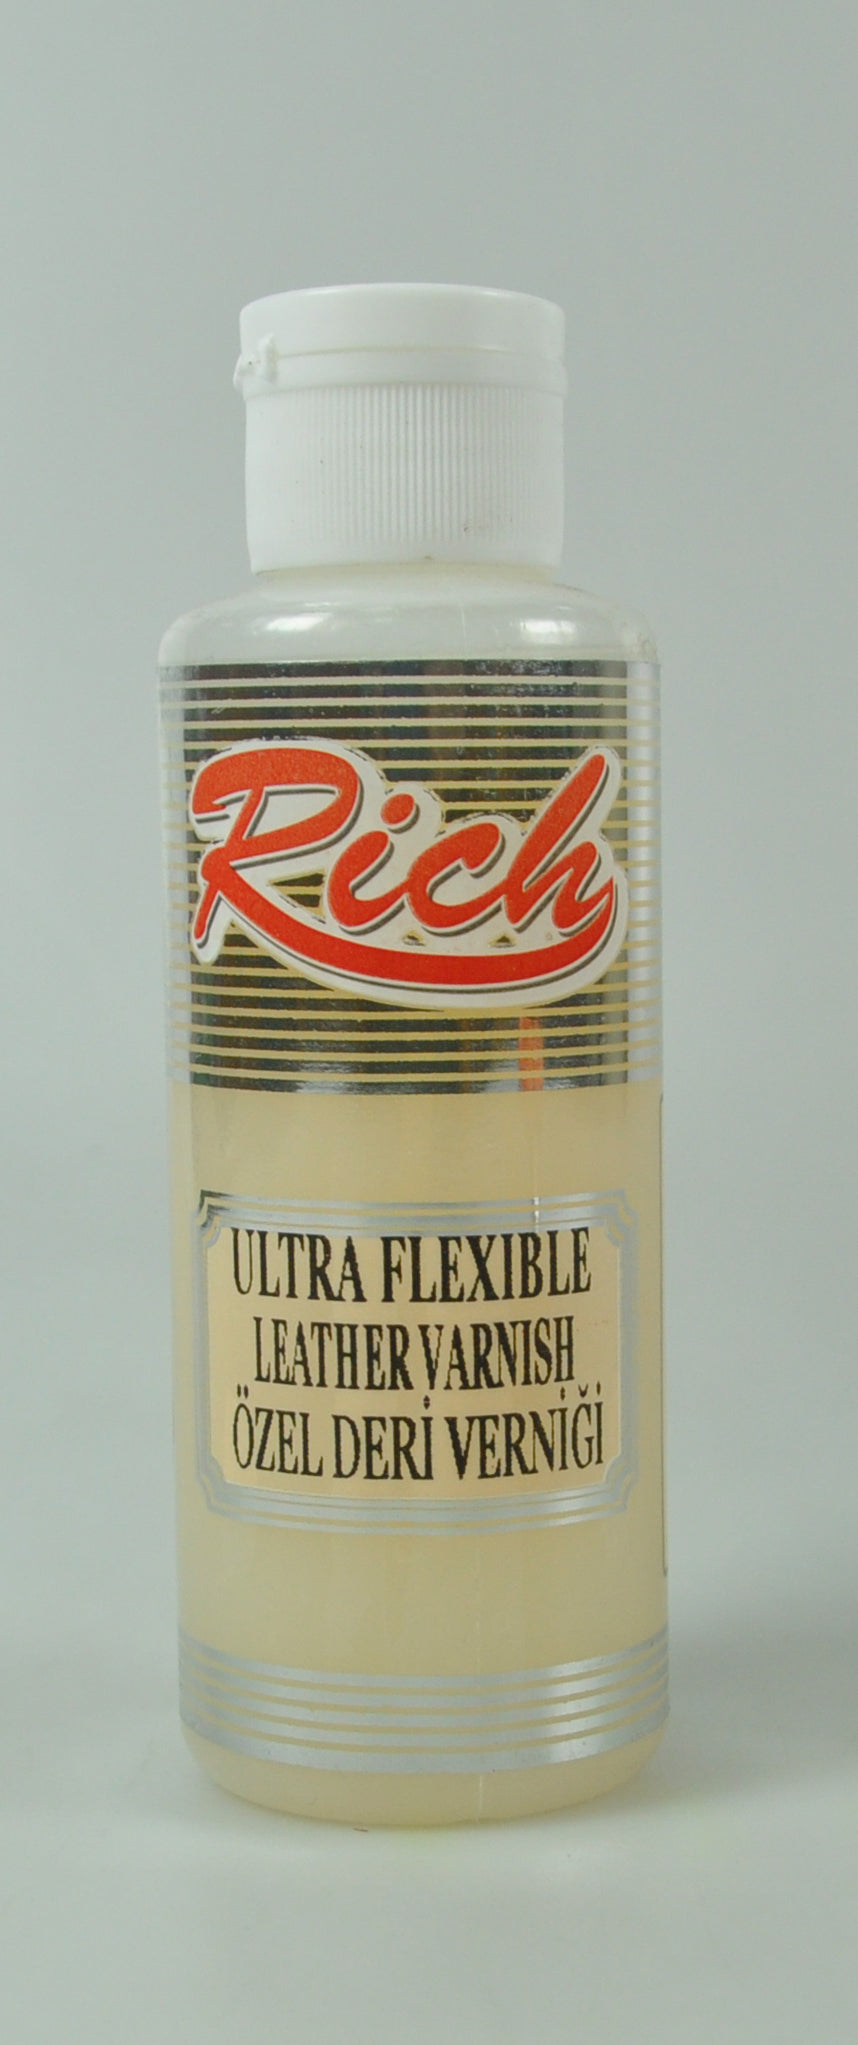 Rich
ULTRA FLEXIBLE
LEATHER VARNISH
ÖZEL DERİ VERNİĞİ